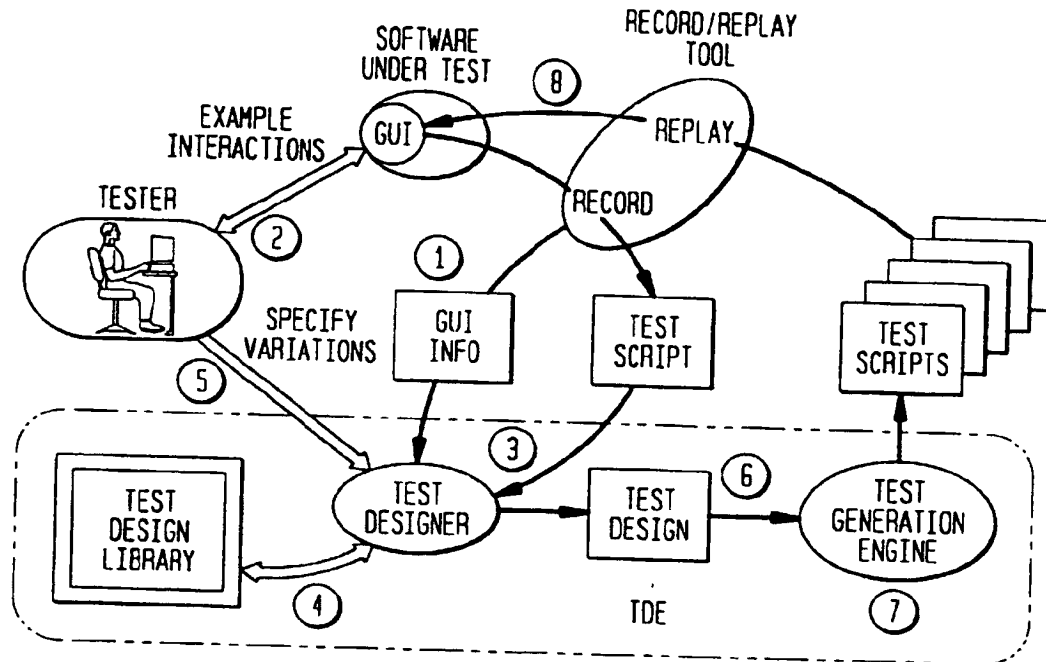 RECORD/REPLAY
TOOL
SOFTWARE
UNDER TEST
8
EXAMPLE
INTERACTIONS
GUI
REPLAY
TESTER
RECORD
2
1
SPECIFY
VARIATIONS
GUI
INFO
TEST
SCRIPT
TEST
SCRIPTS
5
3
TEST
DESIGN
LIBRARY
TEST
DESIGNER
TEST
DESIGN
6
TEST
GENERATION
ENGINE
4
TDE
7